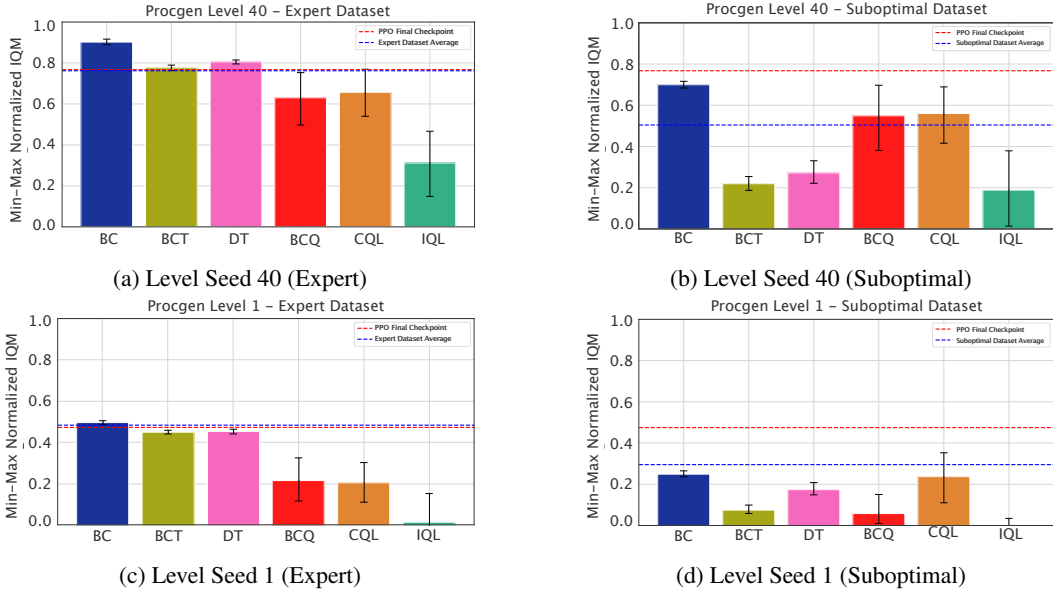 Procgen Level 40 – Expert Dataset
Min–Max Normalized IQM
1.0
0.8
0.6
0.4
0.2
0.0
PPO Final Checkpoint
Expert Dataset Average
BC BCT DT BCQ CQL IQL
(a) Level Seed 40 (Expert)
Procgen Level 40 – Suboptimal Dataset
Min–Max Normalized IQM
1.0
0.8
0.6
0.4
0.2
0.0
PPO Final Checkpoint
Suboptimal Dataset Average
BC BCT DT BCQ CQL IQL
(b) Level Seed 40 (Suboptimal)
Procgen Level 1 – Expert Dataset
Min–Max Normalized IQM
1.0
0.8
0.6
0.4
0.2
0.0
PPO Final Checkpoint
Expert Dataset Average
BC BCT DT BCQ CQL IQL
(c) Level Seed 1 (Expert)
Procgen Level 1 – Suboptimal Dataset
Min–Max Normalized IQM
1.0
0.8
0.6
0.4
0.2
0.0
PPO Final Checkpoint
Suboptimal Dataset Average
BC BCT DT BCQ CQL IQL
(d) Level Seed 1 (Suboptimal)